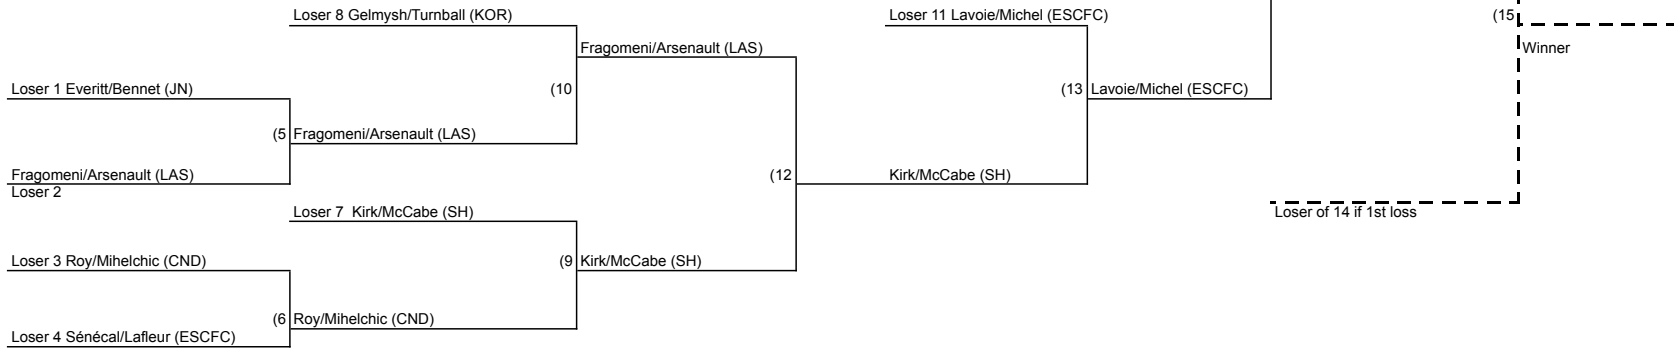 Loser 8 Gelmysh/Turnball (KOR)
Loser 11 Lavoie/Michel (ESCFC)
(15
Fragomeni/Arsenault (LAS)
Winner
Loser 1 Everitt/Bennet (JN)
(10
(13 Lavoie/Michel (ESCFC)
(5 Fragomeni/Arsenault (LAS)
Fragomeni/Arsenault (LAS)
(12
Kirk/McCabe (SH)
Loser 2
Loser 7 Kirk/McCabe (SH)
Loser of 14 if 1st loss
Loser 3 Roy/Mihelchic (CND)
(9 Kirk/McCabe (SH)
(6 Roy/Mihelchic (CND)
Loser 4 Sénécal/Lafleur (ESCFC)